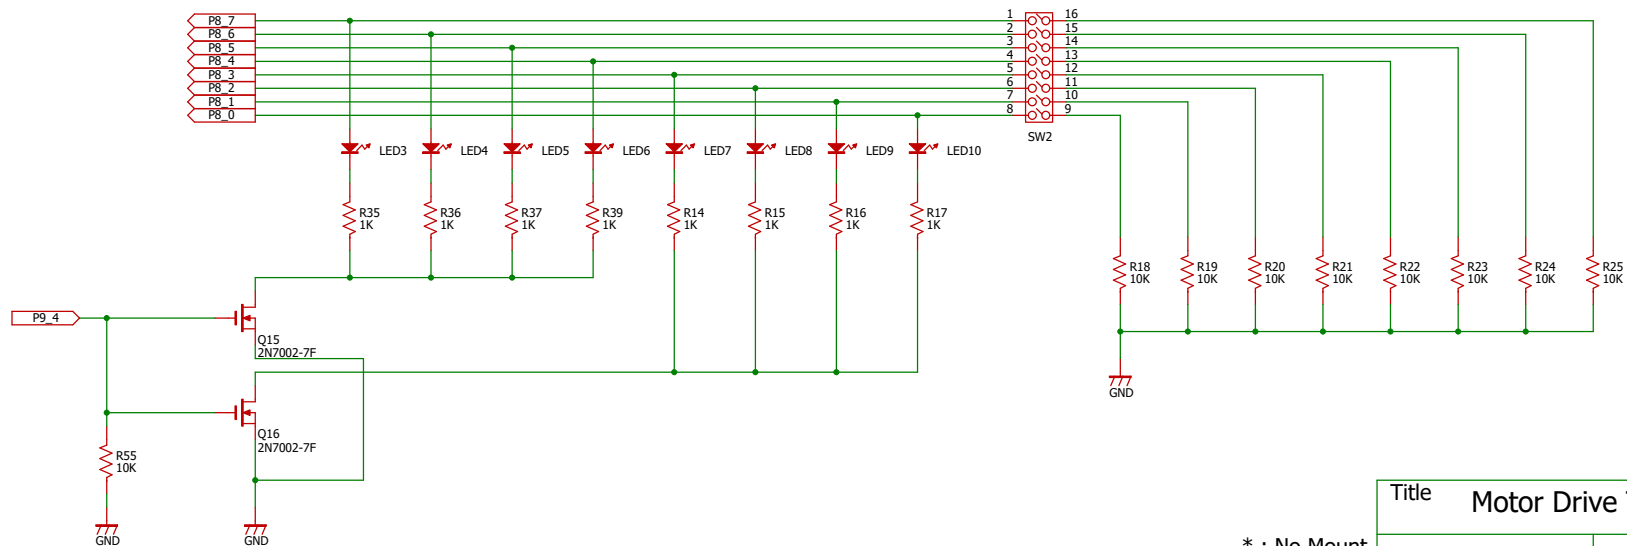 P8_7
P8_6
P8_5
P8_4
P8_3
P8_2
P8_1
P8_0
1
2
3
4
5
6
7
8
16
15
14
13
12
11
10
9
SW2
LED3
LED4
LED5
LED6
LED7
LED8
LED9
LED10
R35
1K
R36
1K
R37
1K
R39
1K
R14
1K
R15
1K
R16
1K
R17
1K
R18
10K
R19
10K
R20
10K
R21
10K
R22
10K
R23
10K
R24
10K
R25
10K
P9_4
Q15
2N7002-7F
GND
Q16
2N7002-7F
R55
10K
GND
GND
Title
Motor Drive
* : No Mount